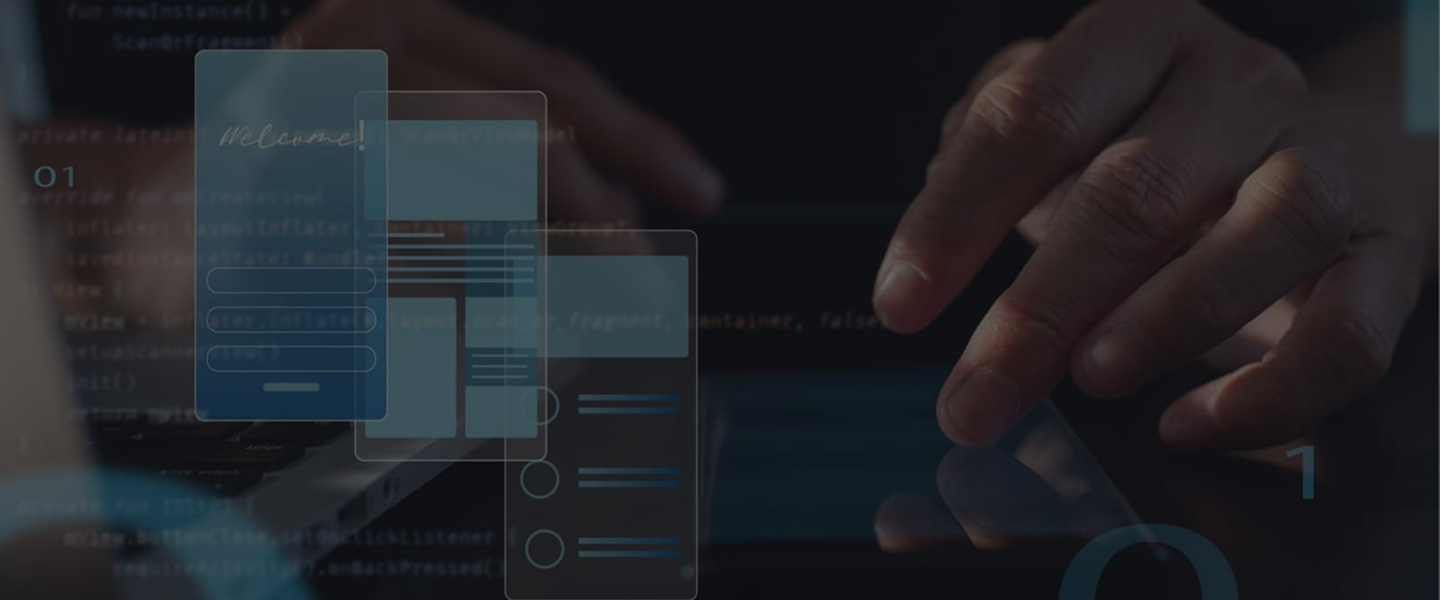 fun newInstance() =
ScanQrFragment()
}
Welcome!
private lateinit
ScanQrViewModel
01
override fun onCreateView(
inflater: LayoutInflater, container: ViewGroup?,
savedInstanceState: Bundle?
View {
mView = inflater.inflate(R.layout.scan_qr_fragment, container, false)
setupScannerView()
init()
return mView
}
1
private fun INit() {
mView.buttonClose.setOnClickListener {
requireActivity().onBackPressed()
0